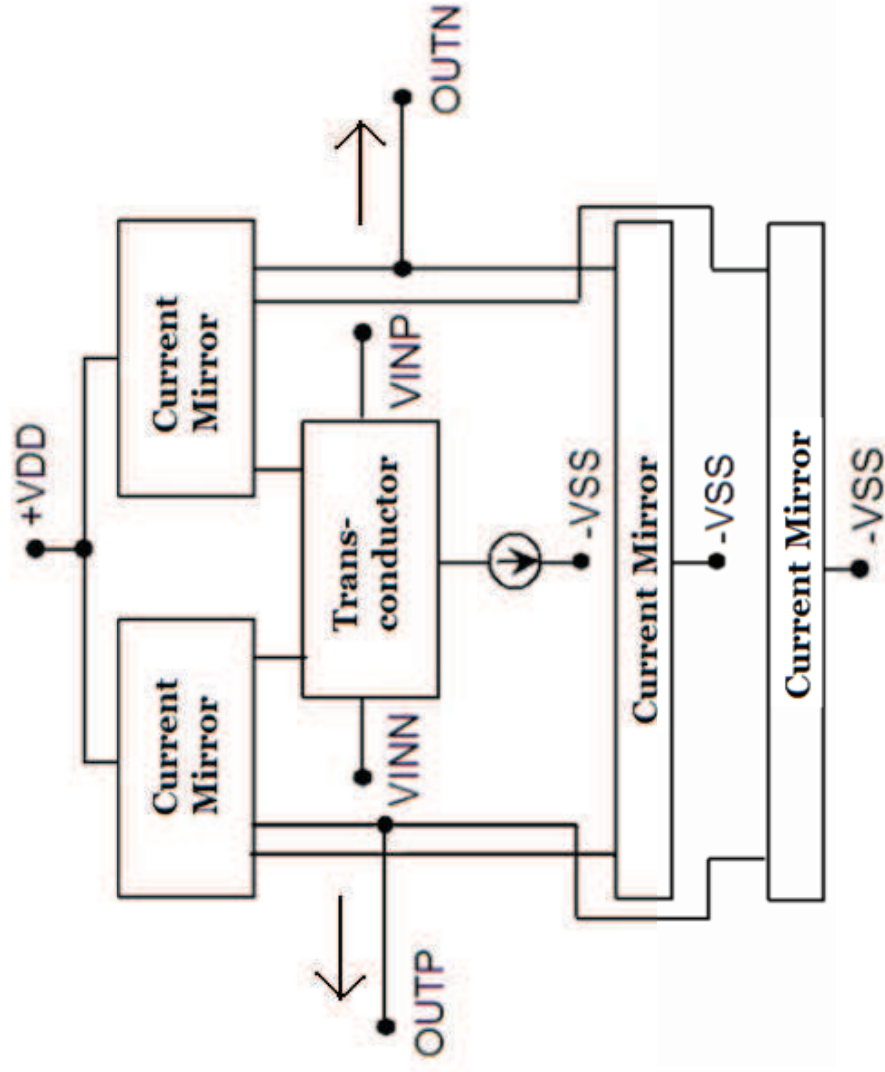 +VDD
Current
Mirror
Current
Mirror
VINN
Trans-
conductor
VINP
OUTP
OUTN
-VSS
Current Mirror
-VSS
Current Mirror
-VSS